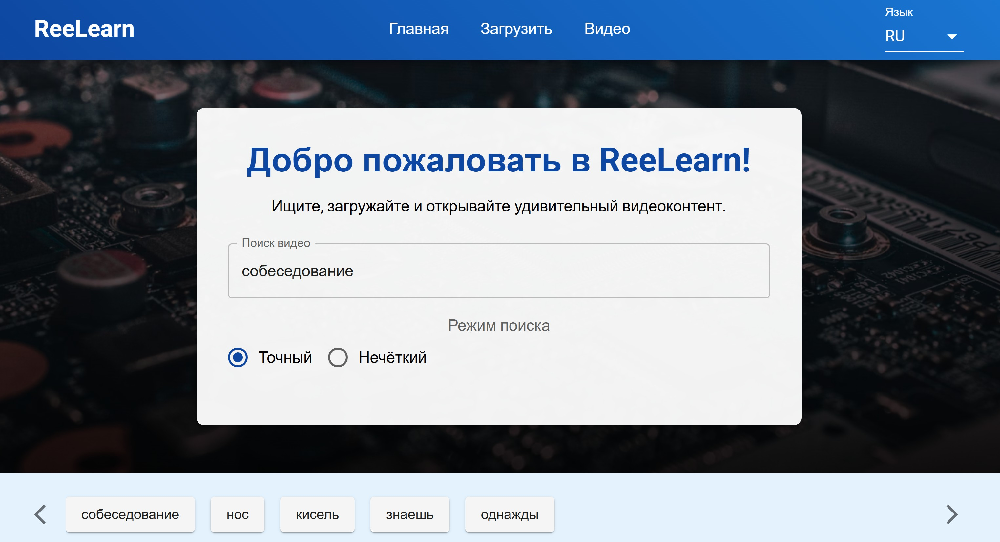 ReeLearn
Главная Загрузить Видео
Язык
RU
Добро пожаловать в ReeLearn!
Ищите, загружайте и открывайте удивительный видеоконтент.
Поиск видео
собеседование
Режим поиска
Точный Нечёткий
собеседование нос кисель знаешь однажды